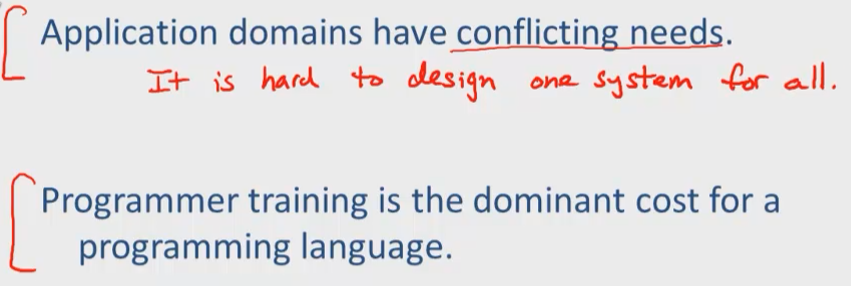 Application domains have conflicting needs.
It is hard to design one system for all.
Programmer training is the dominant cost for a
programming language.